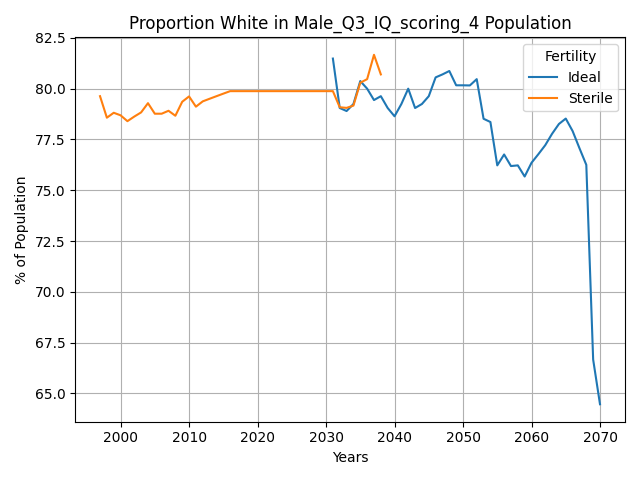 Proportion White in Male_Q3_IQ_scoring_4 Population
82.5
80.0
77.5
75.0
72.5
70.0
67.5
65.0
% of Population
Fertility
Ideal
Sterile
2000 2010 2020 2030 2040 2050 2060 2070
Years